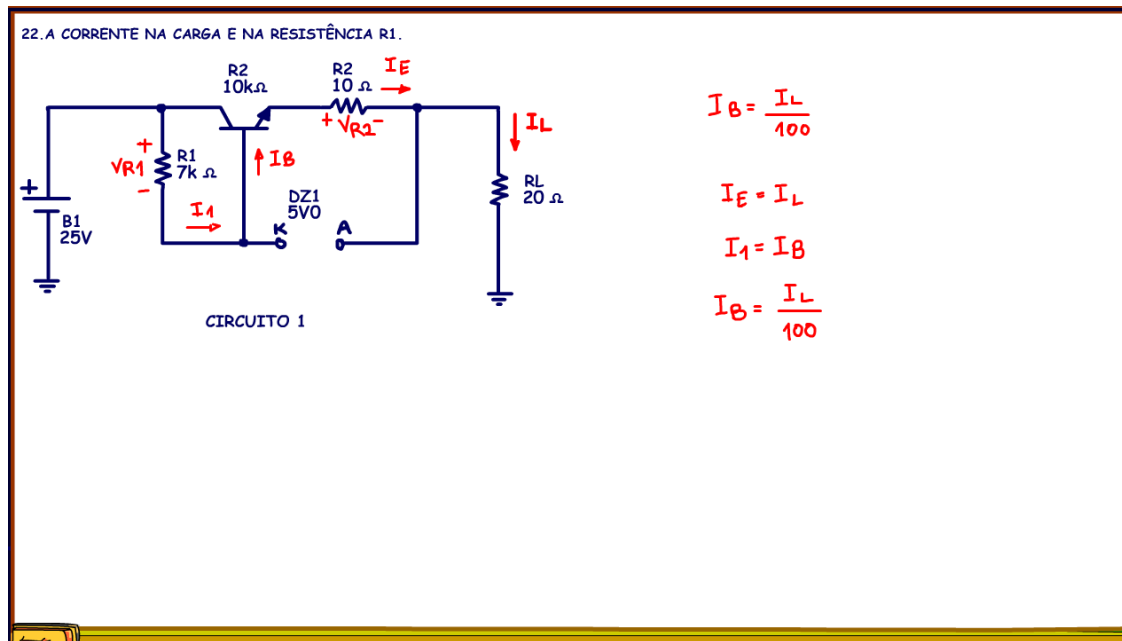 22.A CORRENTE NA CARGA E NA RESISTÊNCIA R1.
R2
10kΩ
R2
10 Ω
IE
+ VR2 -
IL
+
VR1
-
R1
7k Ω
IB
I1
DZ1
5V0
K
A
RL
20 Ω
+
B1
25V
CIRCUITO 1
IB = IL
100
IE = IL
I1 = IB
IB = IL
100